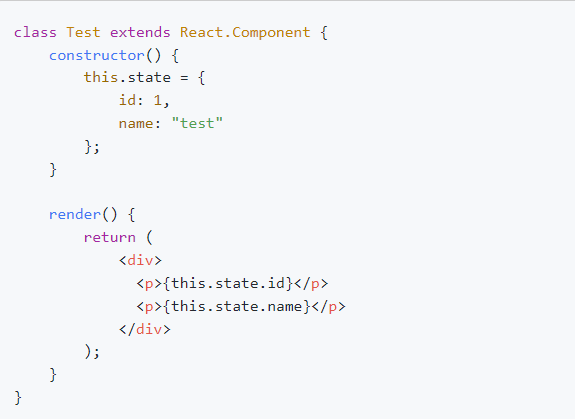 class Test extends React.Component {
    constructor() {
        this.state = {
            id: 1,
            name: "test"
        };
    }

    render() {
        return (
            <div>
              <p>{this.state.id}</p>
              <p>{this.state.name}</p>
            </div>
        );
    }
}